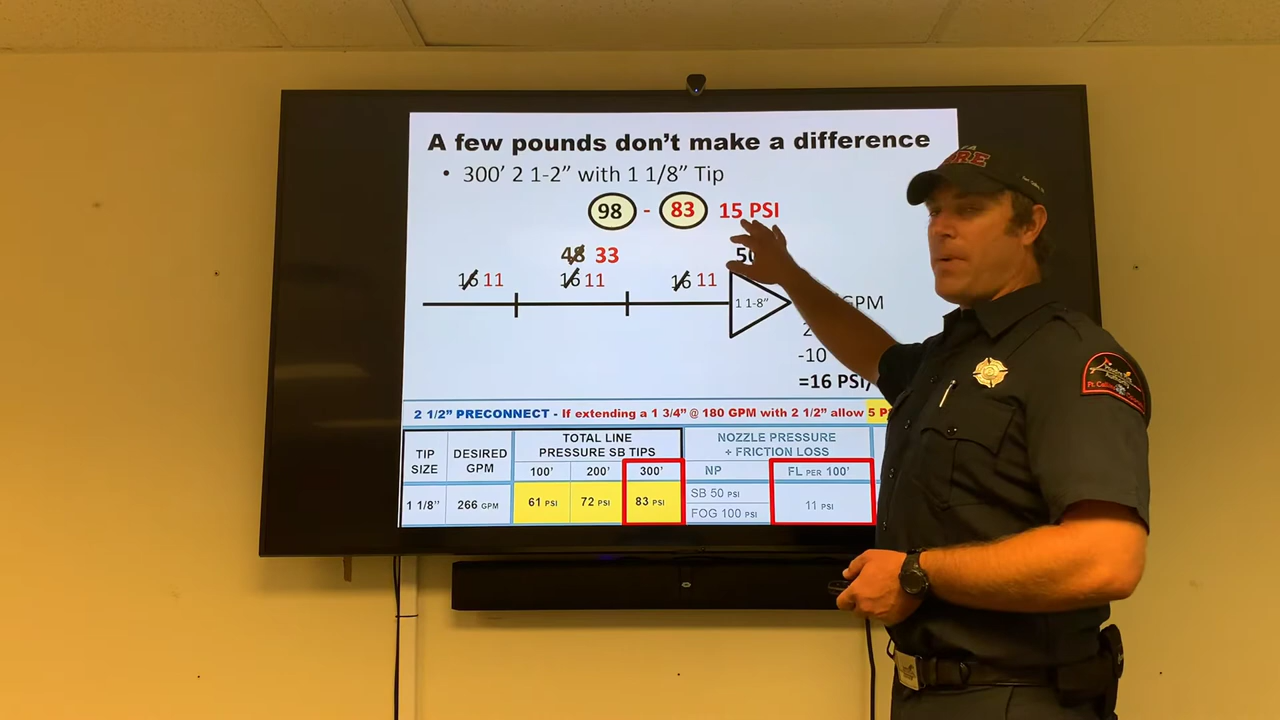 A few pounds don't make a difference
• 300' 2 1-2" with 1 1/8" Tip
98 - 83 15 PSI
48 33
16 11 16 11 16 11
1 1-8"
GPM
-10
=16 PSI/
2 1/2" PRECONNECT - If extending a 1 3/4" @ 180 GPM with 2 1/2" allow 5
TIP SIZE
DESIRED GPM
TOTAL LINE
PRESSURE SB TIPS
NOZZLE PRESSURE
+ FRICTION LOSS
100' 200' 300' NP FL PER 100'
1 1/8" 266 GPM 61 PSI 72 PSI 83 PSI
SB 50 PSI
FOG 100 PSI
11 PSI